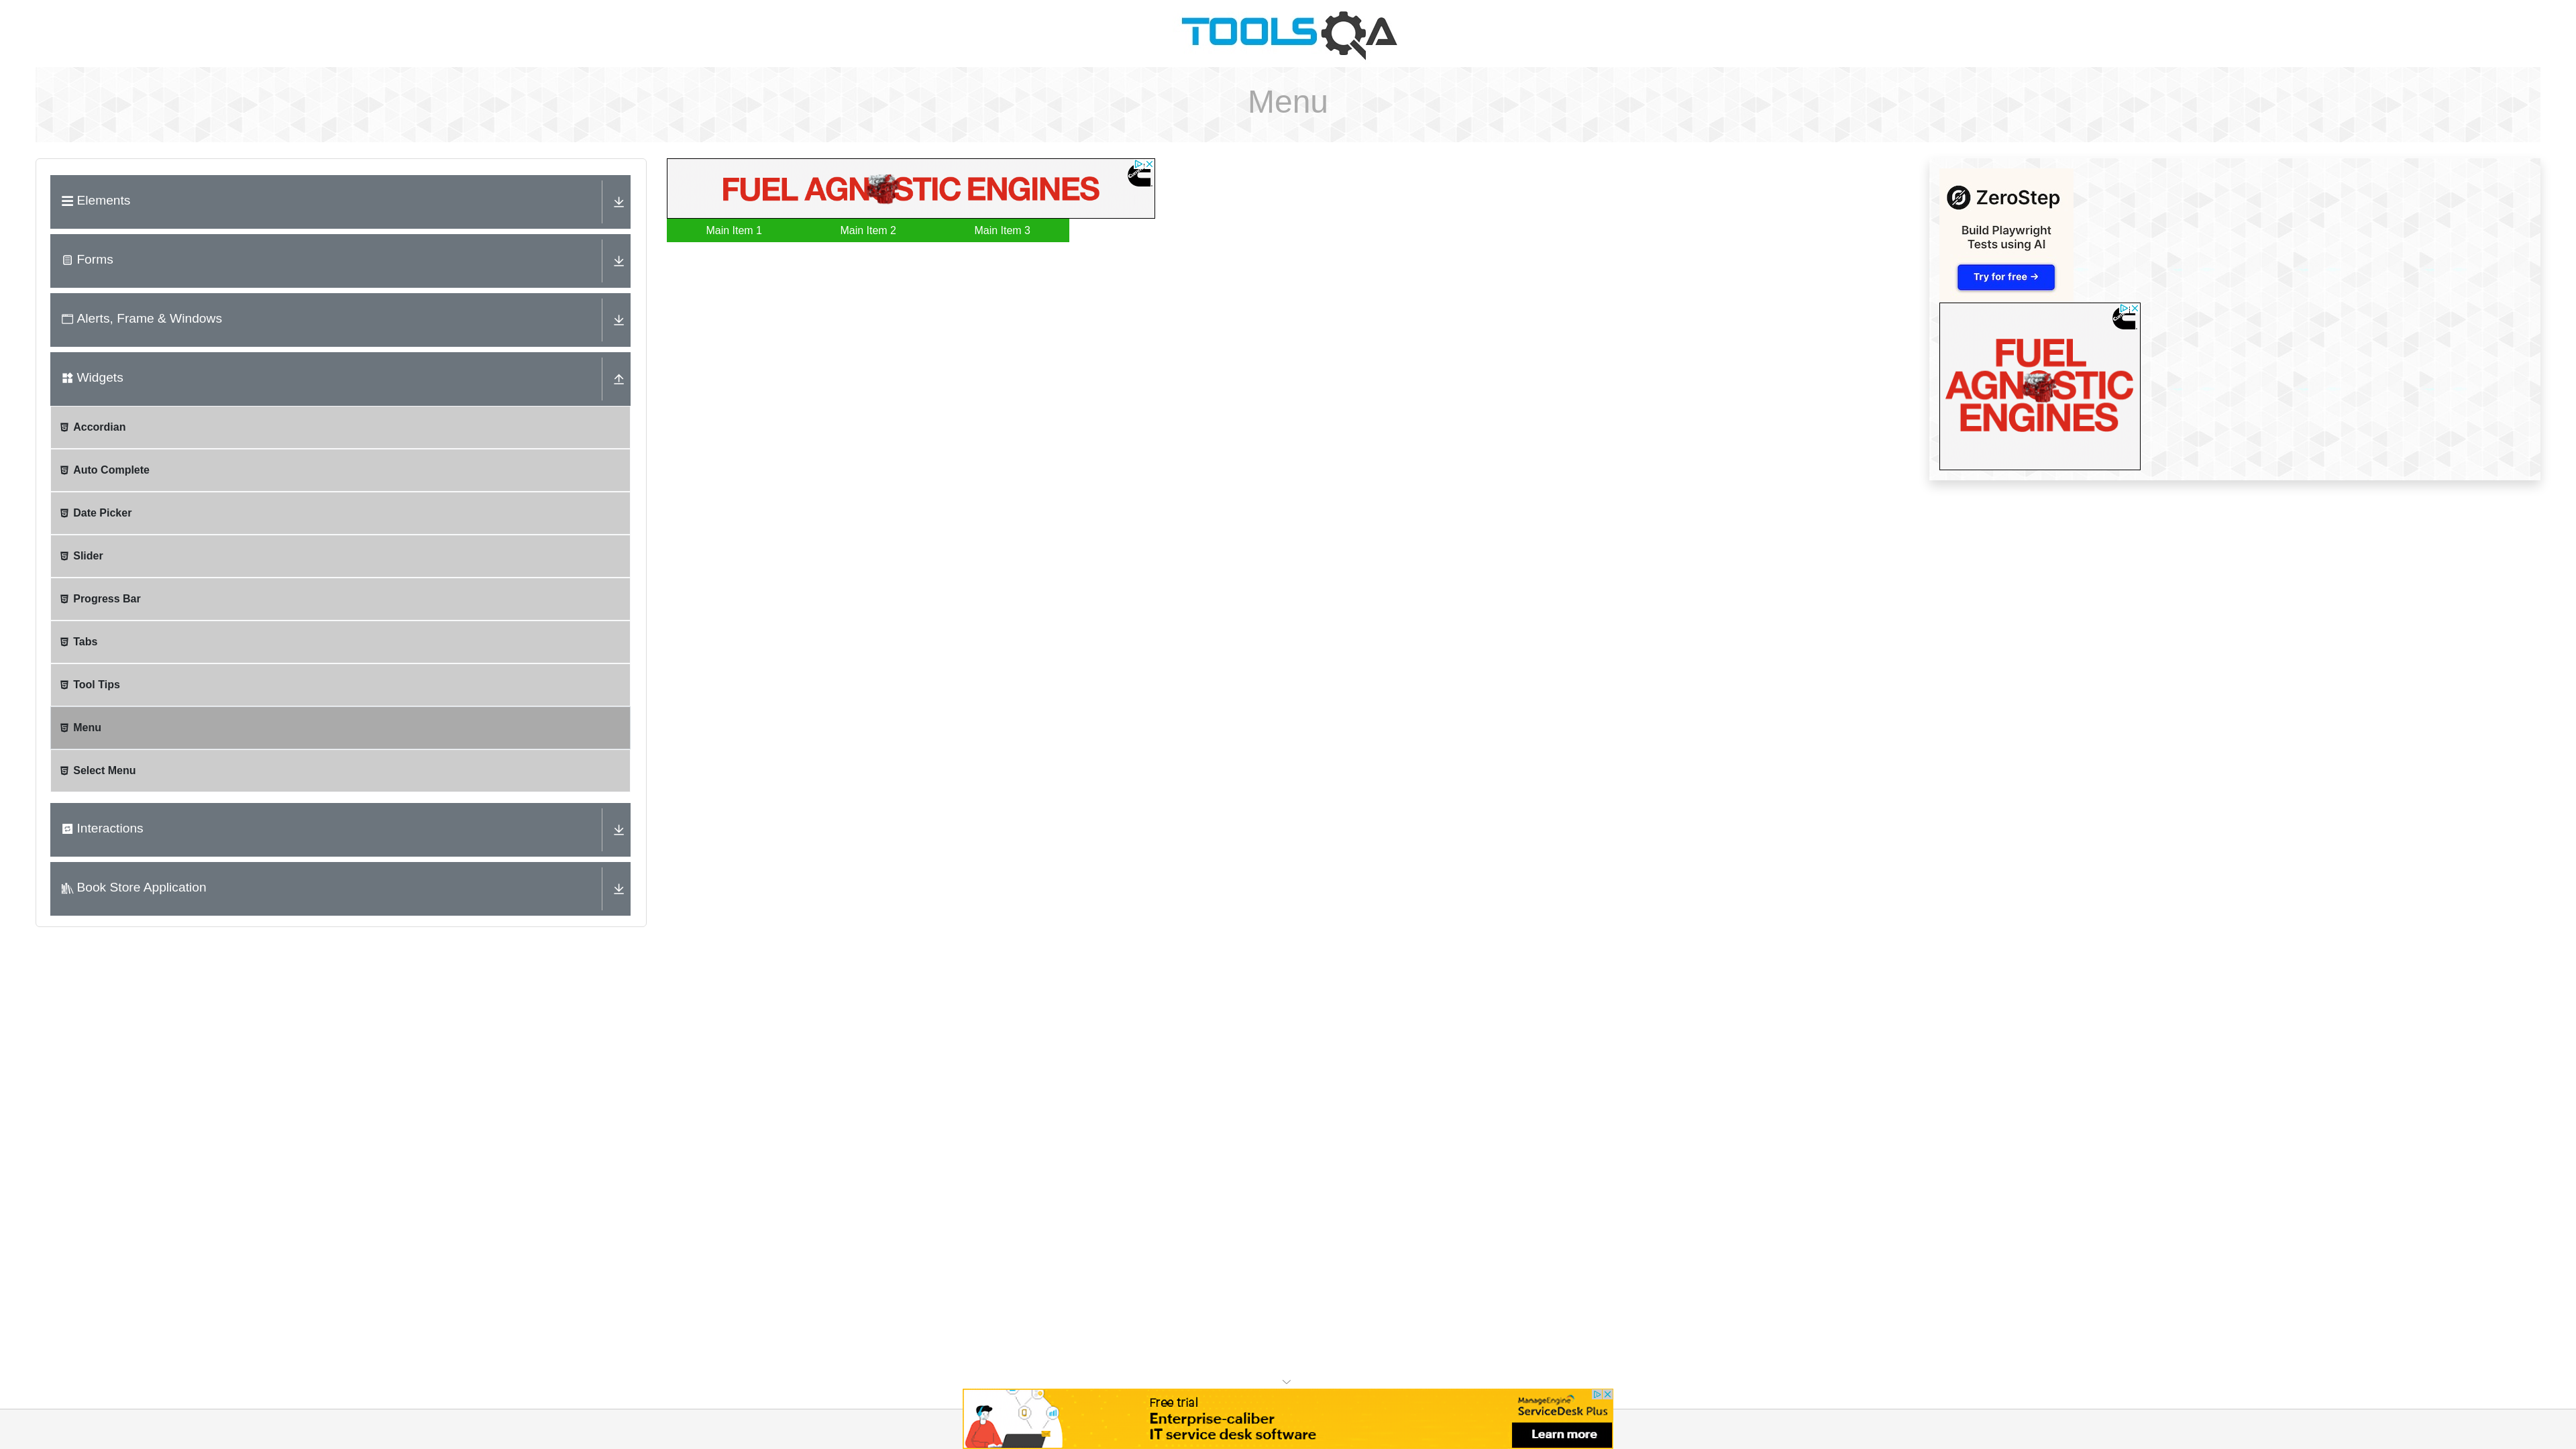 TOOLSQA
Menu
Elements
Forms
Alerts, Frame & Windows
Widgets
Accordian
Auto Complete
Date Picker
Slider
Progress Bar
Tabs
Tool Tips
Menu
Select Menu
Interactions
Book Store Application
FUEL AGNOSTIC ENGINES
Main Item 1
Main Item 2
Main Item 3
ZeroStep
Build Playwright
Tests using AI
Try for free →
FUEL
AGNOSTIC
ENGINES
Free trial
Enterprise-caliber
IT service desk software
ManageEngine
ServiceDesk Plus
Learn more